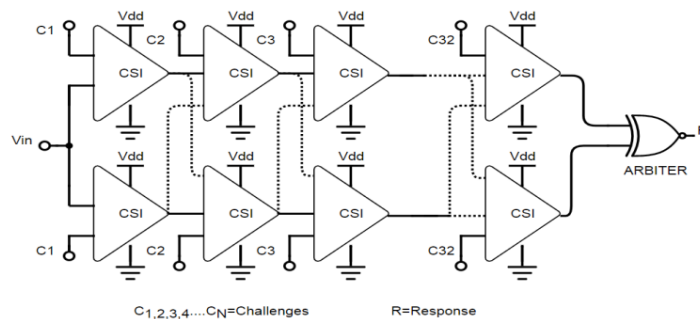 Vdd Vdd Vdd Vdd
C1 C2 C3 C32
CSI CSI CSI CSI
Vin
R
ARBITER
Vdd Vdd Vdd Vdd
CSI CSI CSI CSI
C1 C2 C3 C32
C1,2,3,4....CN=Challenges R=Response